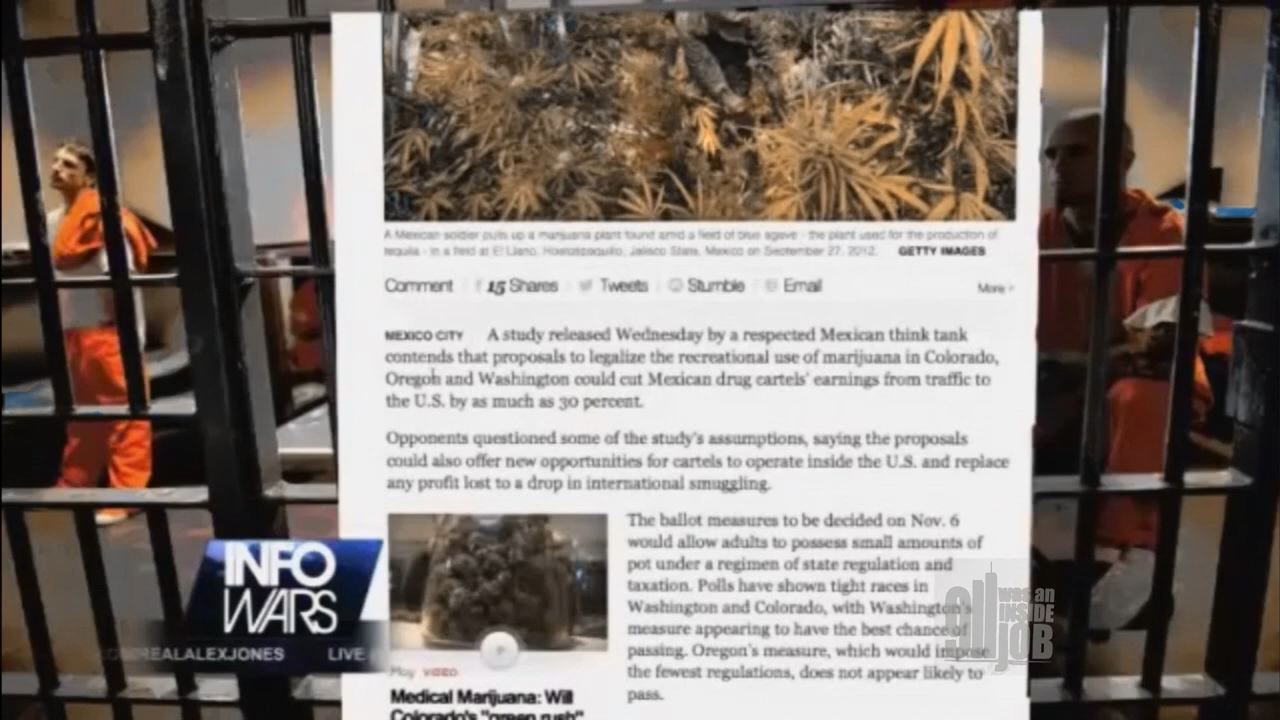 A Mexican soldier pulls up a marijuana plant found amid a field of blue agave - the plant used for the production of
tequila - in a field at El Llano, Hostotipaquillo, Jalisco State, Mexico on September 27, 2012. GETTY IMAGES
Comment f 15 Shares Tweets Stumble Email More
MEXICO CITY A study released Wednesday by a respected Mexican think tank
contends that proposals to legalize the recreational use of marijuana in Colorado,
Oregon and Washington could cut Mexican drug cartels' earnings from traffic to
the U.S. by as much as 30 percent.
Opponents questioned some of the study's assumptions, saying the proposals
could also offer new opportunities for cartels to operate inside the U.S. and replace
any profit lost to a drop in international smuggling.
The ballot measures to be decided on Nov. 6
would allow adults to possess small amounts of
pot under a regimen of state regulation and
taxation. Polls have shown tight races in
Washington and Colorado, with Washington's
measure appearing to have the best chance of
passing. Oregon's measure, which would impose
the fewest regulations, does not appear likely to
pass.
Play VIDEO
Medical Marijuana: Will
Colorado's "green rush"
INFO
WARS
REALALEXJONES LIVE
911 was an
INSIDE
JOB